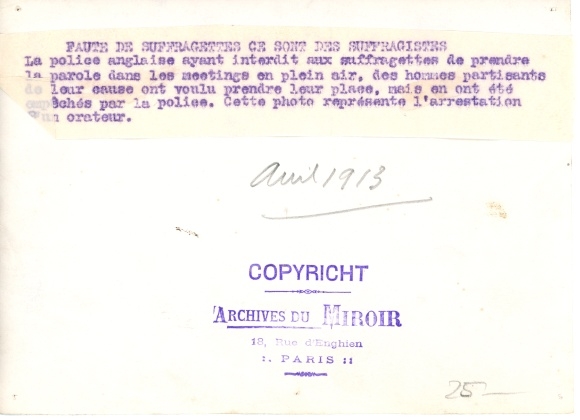 FAUTE DE SUFFRAGETTES CE SONT DES SUFFRAGISTES
La police anglaise ayant interdit aux suffragettes de prendre
la parole dans les meetings en plein air, des hommes partisants
de leur cause ont voulu prendre leur place, mais en ont été
empêchés par la police. Cette photo représente l'arrestation
d'un orateur.
Avril 1913
COPYRICHT
ARCHIVES DU MIROIR
18, Rue d'Enghien
:. PARIS ::
25 —